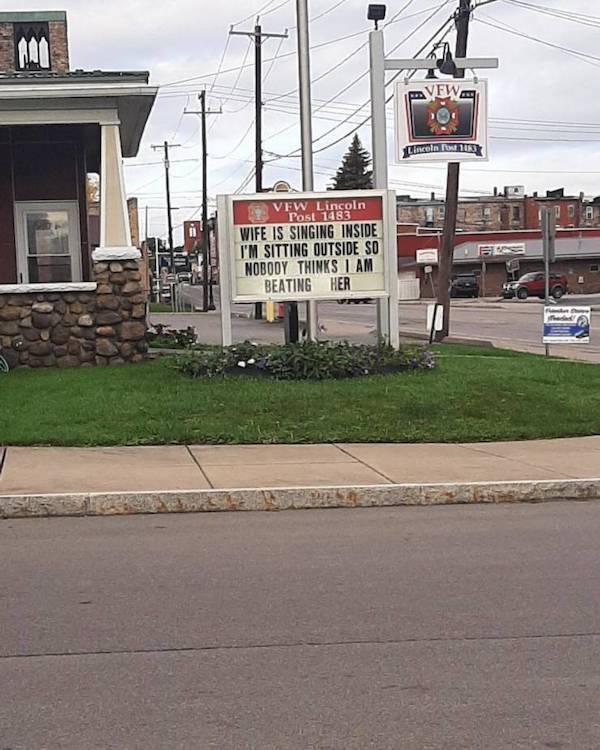 VFW
Lincoln Post 1483
VFW Lincoln
Post 1483
WIFE IS SINGING INSIDE
I'M SITTING OUTSIDE SO
NOBODY THINKS I AM
BEATING HER
Needed!